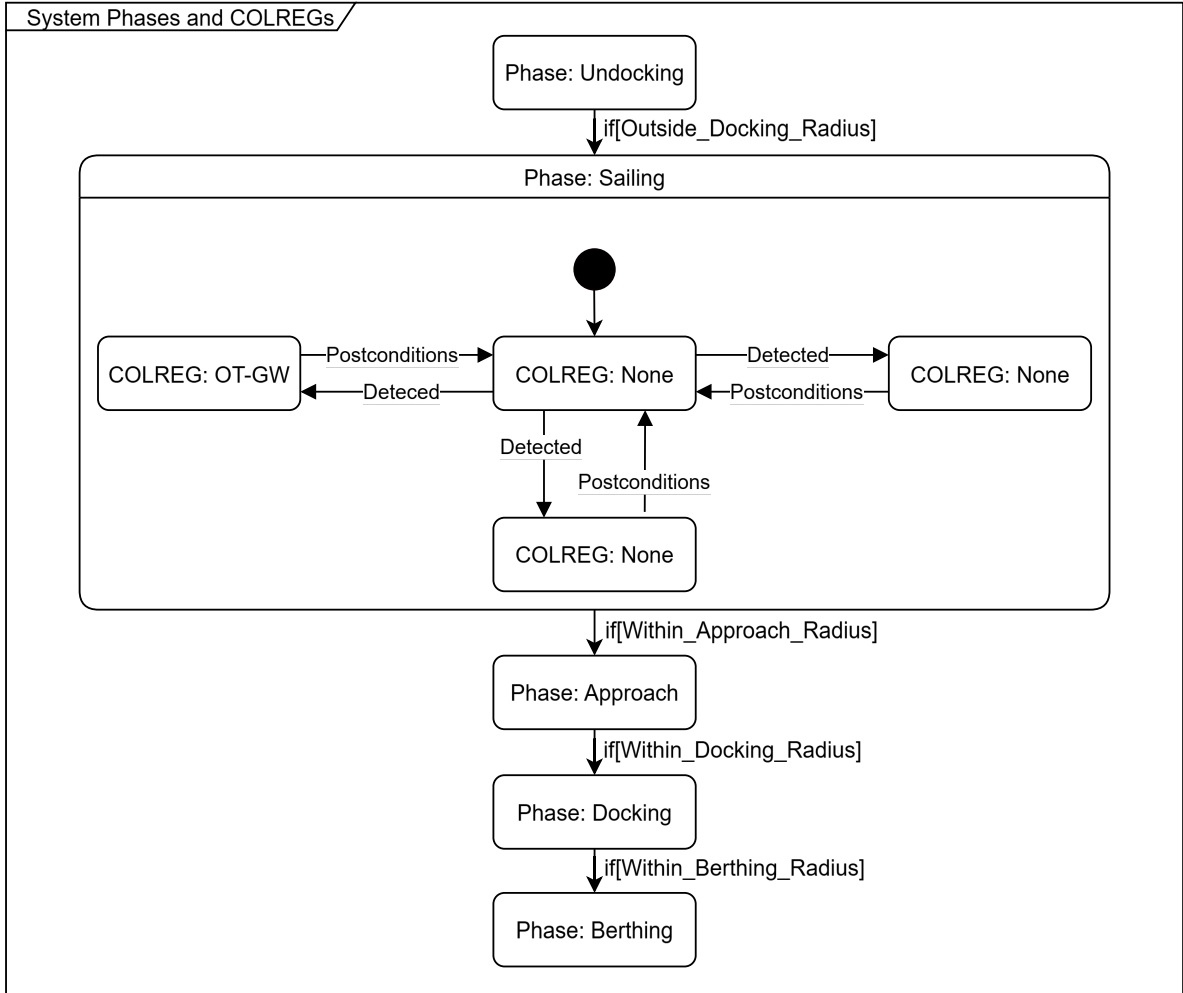 System Phases and COLREGs
Phase: Undocking
if[Outside_Docking_Radius]
Phase: Sailing
Postconditions
Detected
COLREG: OT-GW
COLREG: None
COLREG: None
Deteced
Postconditions
Detected
Postconditions
COLREG: None
if[Within_Approach_Radius]
Phase: Approach
if[Within_Docking_Radius]
Phase: Docking
if[Within_Berthing_Radius]
Phase: Berthing